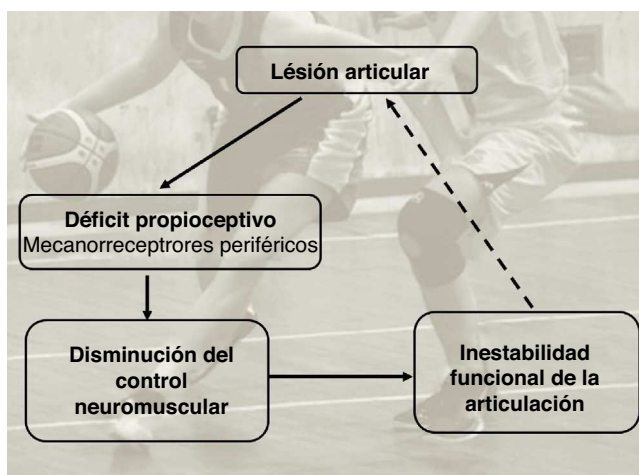 Lésión articular
Déficit propioceptivo
Mecanorreceptrores periféricos
Disminución del
control
neuromuscular
Inestabilidad
funcional de la
articulación